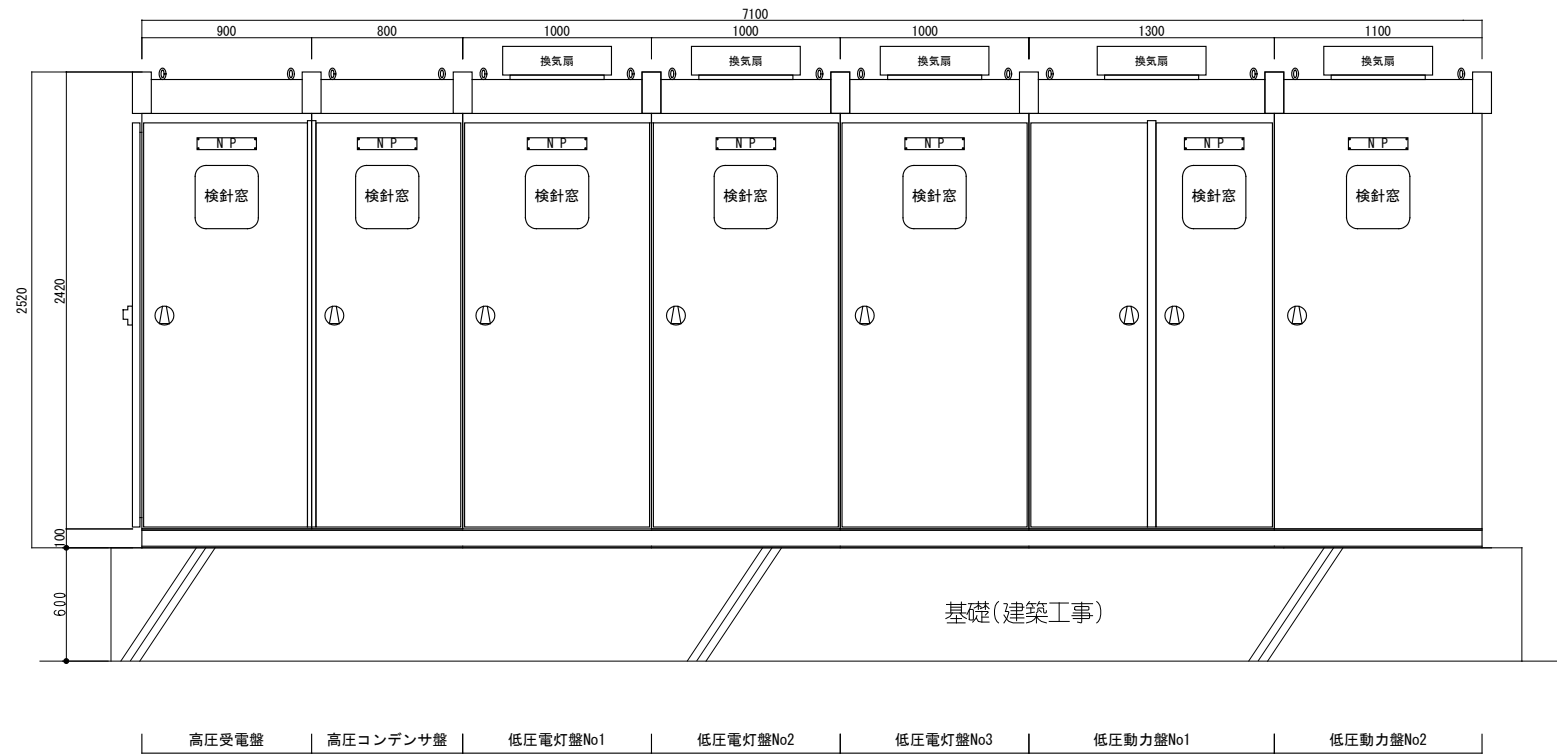 7100
900 800 1000 1000 1000 1300 1100
換気扇 換気扇 換気扇 換気扇 換気扇
NP NP NP NP NP NP NP
検針窓 検針窓 検針窓 検針窓 検針窓 検針窓 検針窓
2520
2420
100
600
基礎(建築工事)
高圧受電盤 高圧コンデンサ盤 低圧電灯盤No1 低圧電灯盤No2 低圧電灯盤No3 低圧動力盤No1 低圧動力盤No2